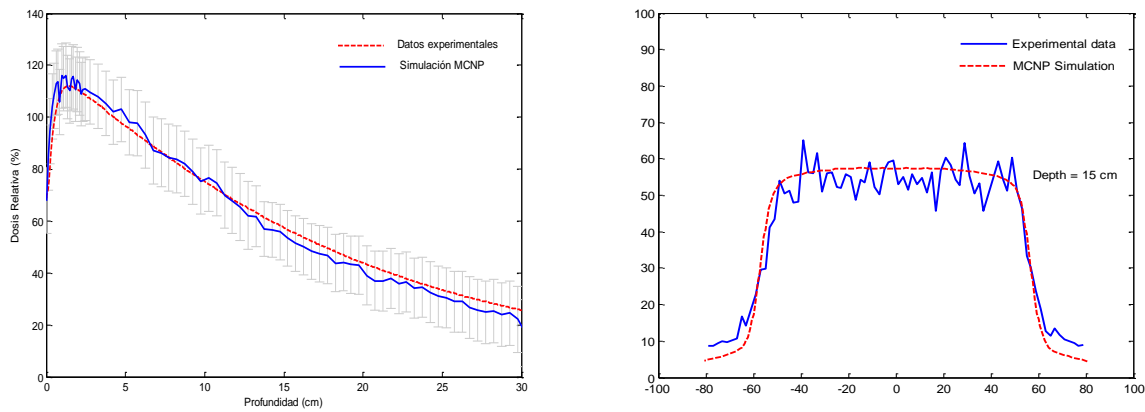 140
120
100
80
60
40
20
0
Dosis Relativa (%)
Datos experimentales
Simulación MCNP
0 5 10 15 20 25 30
Profundidad (cm)
100
90
80
70
60
50
40
30
20
10
0
Experimental data
MCNP Simulation
Depth = 15 cm
-100 -80 -60 -40 -20 0 20 40 60 80 100